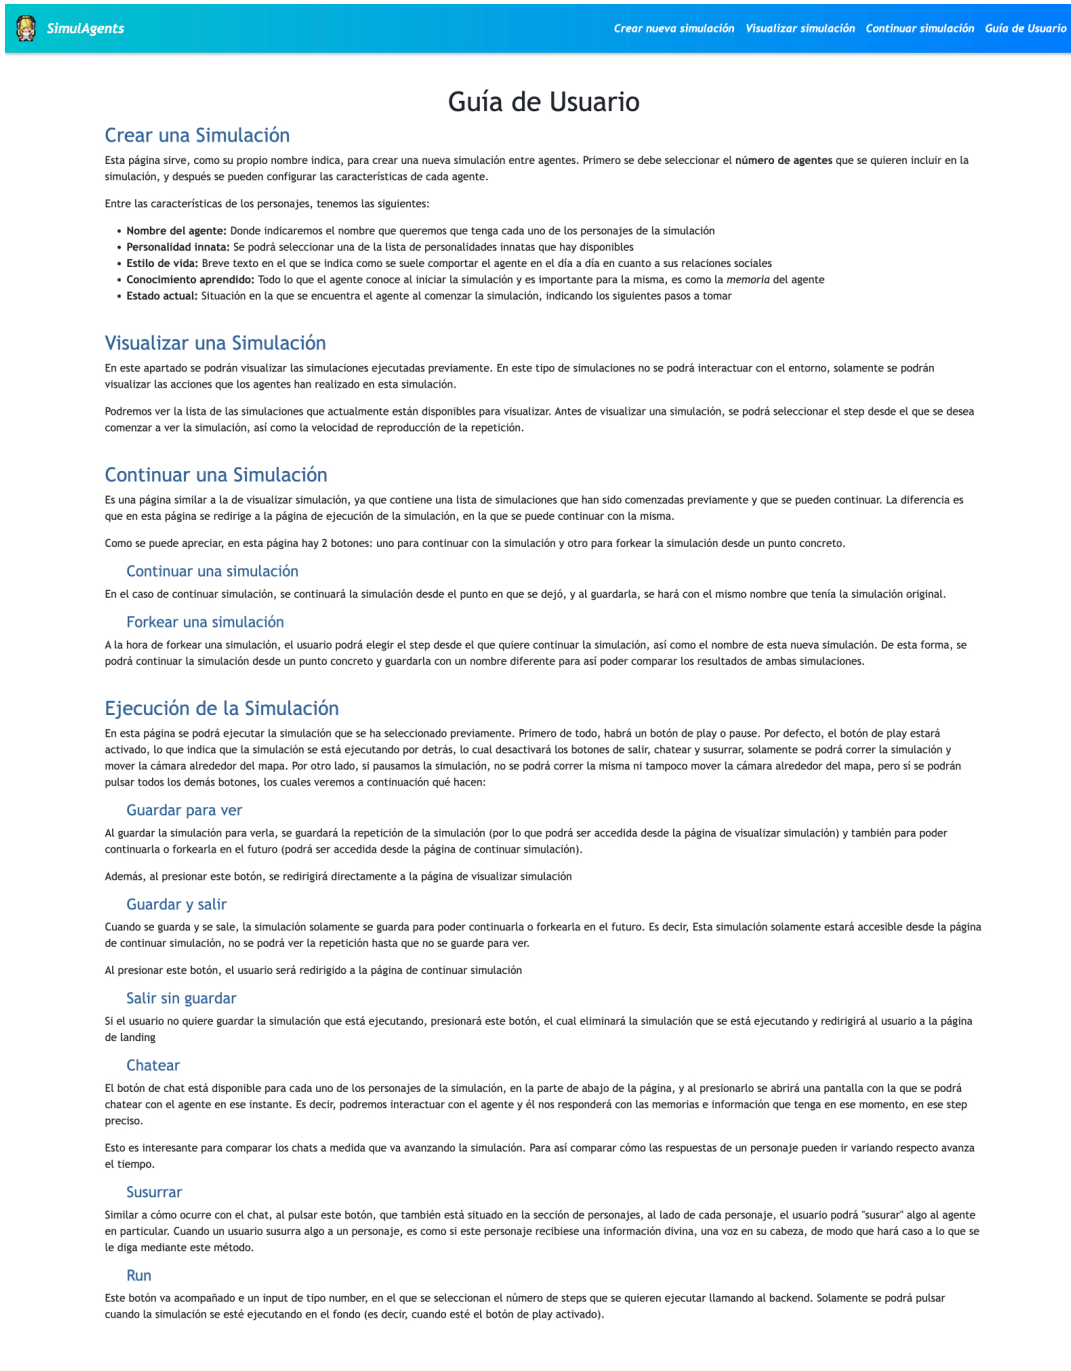 SimulAgents
Crear nueva simulación Visualizar simulación Continuar simulación Guía de Usuario
Guía de Usuario
Crear una Simulación
Esta página sirve, como su propio nombre indica, para crear una nueva simulación entre agentes. Primero se debe seleccionar el número de agentes que se quieren incluir en la
simulación, y después se pueden configurar las características de cada agente.
Entre las características de los personajes, tenemos las siguientes:
• Nombre del agente: Donde indicaremos el nombre que queremos que tenga cada uno de los personajes de la simulación
• Personalidad innata: Se podrá seleccionar una de la lista de personalidades innatas que hay disponibles
• Estilo de vida: Breve texto en el que se indica como se suele comportar el agente en el día a día en cuanto a sus relaciones sociales
• Conocimiento aprendido: Todo lo que el agente conoce al iniciar la simulación y es importante para la misma, es como la memoria del agente
• Estado actual: Situación en la que se encuentra el agente al comenzar la simulación, indicando los siguientes pasos a tomar
Visualizar una Simulación
En este apartado se podrán visualizar las simulaciones ejecutadas previamente. En este tipo de simulaciones no se podrá interactuar con el entorno, solamente se podrán
visualizar las acciones que los agentes han realizado en esta simulación.
Podremos ver la lista de las simulaciones que actualmente están disponibles para visualizar. Antes de visualizar una simulación, se podrá seleccionar el step desde el que se desea
comenzar a ver la simulación, así como la velocidad de reproducción de la repetición.
Continuar una Simulación
Es una página similar a la de visualizar simulación, ya que contiene una lista de simulaciones que han sido comenzadas previamente y que se pueden continuar. La diferencia es
que en esta página se redirige a la página de ejecución de la simulación, en la que se puede continuar con la misma.
Como se puede apreciar, en esta página hay 2 botones: uno para continuar con la simulación y otro para forkear la simulación desde un punto concreto.
Continuar una simulación
En el caso de continuar simulación, se continuará la simulación desde el punto en que se dejó, y al guardarla, se hará con el mismo nombre que tenía la simulación original.
Forkear una simulación
A la hora de forkear una simulación, el usuario podrá elegir el step desde el que quiere continuar la simulación, así como el nombre de esta nueva simulación. De esta forma, se
podrá continuar la simulación desde un punto concreto y guardarla con un nombre diferente para así poder comparar los resultados de ambas simulaciones.
Ejecución de la Simulación
En esta página se podrá ejecutar la simulación que se ha seleccionado previamente. Primero de todo, habrá un botón de play o pause. Por defecto, el botón de play estará
activado, lo que indica que la simulación se está ejecutando por detrás, lo cual desactivará los botones de salir, chatear y susurrar, solamente se podrá correr la simulación y
mover la cámara alrededor del mapa. Por otro lado, si pausamos la simulación, no se podrá correr la misma ni tampoco mover la cámara alrededor del mapa, pero sí se podrán
pulsar todos los demás botones, los cuales veremos a continuación qué hacen:
Guardar para ver
Al guardar la simulación para verla, se guardará la repetición de la simulación (por lo que podrá ser accedida desde la página de visualizar simulación) y también para poder
continuarla o forkearla en el futuro (podrá ser accedida desde la página de continuar simulación).
Además, al presionar este botón, se redirigirá directamente a la página de visualizar simulación
Guardar y salir
Cuando se guarda y se sale, la simulación solamente se guarda para poder continuarla o forkearla en el futuro. Es decir, Esta simulación solamente estará accesible desde la página
de continuar simulación, no se podrá ver la repetición hasta que no se guarde para ver.
Al presionar este botón, el usuario será redirigido a la página de continuar simulación
Salir sin guardar
Si el usuario no quiere guardar la simulación que está ejecutando, presionará este botón, el cual eliminará la simulación que se está ejecutando y redirigirá al usuario a la página
de landing
Chatear
El botón de chat está disponible para cada uno de los personajes de la simulación, en la parte de abajo de la página, y al presionarlo se abrirá una pantalla con la que se podrá
chatear con el agente en ese instante. Es decir, podremos interactuar con el agente y él nos responderá con las memorias e información que tenga en ese momento, en ese step
preciso.
Esto es interesante para comparar los chats a medida que va avanzando la simulación. Para así comparar cómo las respuestas de un personaje pueden ir variando respecto avanza
el tiempo.
Susurrar
Similar a cómo ocurre con el chat, al pulsar este botón, que también está situado en la sección de personajes, al lado de cada personaje, el usuario podrá "susurar" algo al agente
en particular. Cuando un usuario susurra algo a un personaje, es como si este personaje recibiese una información divina, una voz en su cabeza, de modo que hará caso a lo que se
le diga mediante este método.
Run
Este botón va acompañado e un input de tipo number, en el que se seleccionan el número de steps que se quieren ejecutar llamando al backend. Solamente se podrá pulsar
cuando la simulación se esté ejecutando en el fondo (es decir, cuando esté el botón de play activado).